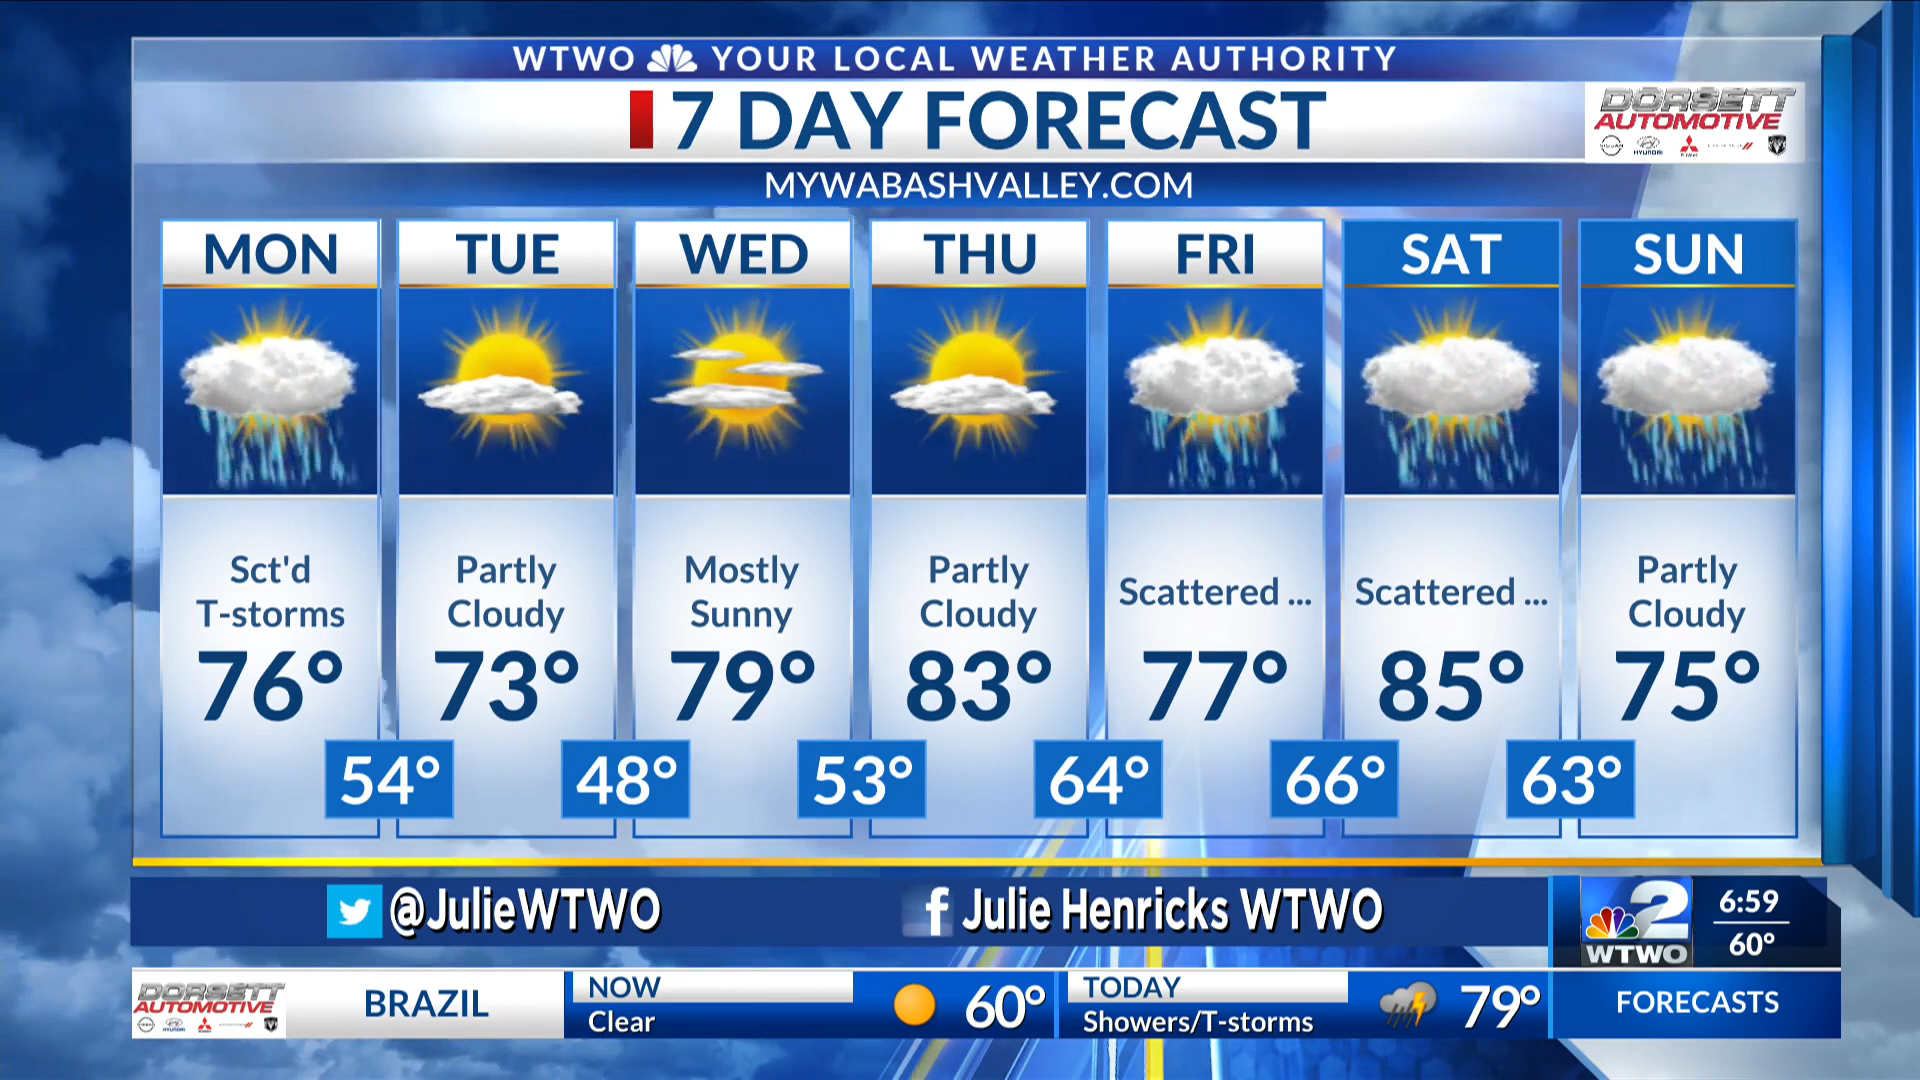 WTWO YOUR LOCAL WEATHER AUTHORITY
7 DAY FORECAST
DORSETT
AUTOMOTIVE
HYUNDAI
MYWABASHVALLEY.COM
MON TUE WED THU FRI SAT SUN
Sct'd
T-storms
Partly
Cloudy
Mostly
Sunny
Partly
Cloudy
Scattered ...
Scattered ...
Partly
Cloudy
76° 73° 79° 83° 77° 85° 75°
54° 48° 53° 64° 66° 63°
@JulieWTWO
Julie Henricks WTWO
2
WTWO
6:59
60°
DORSETT
AUTOMOTIVE
BRAZIL
NOW
Clear
60°
TODAY
Showers/T-storms
79°
FORECASTS